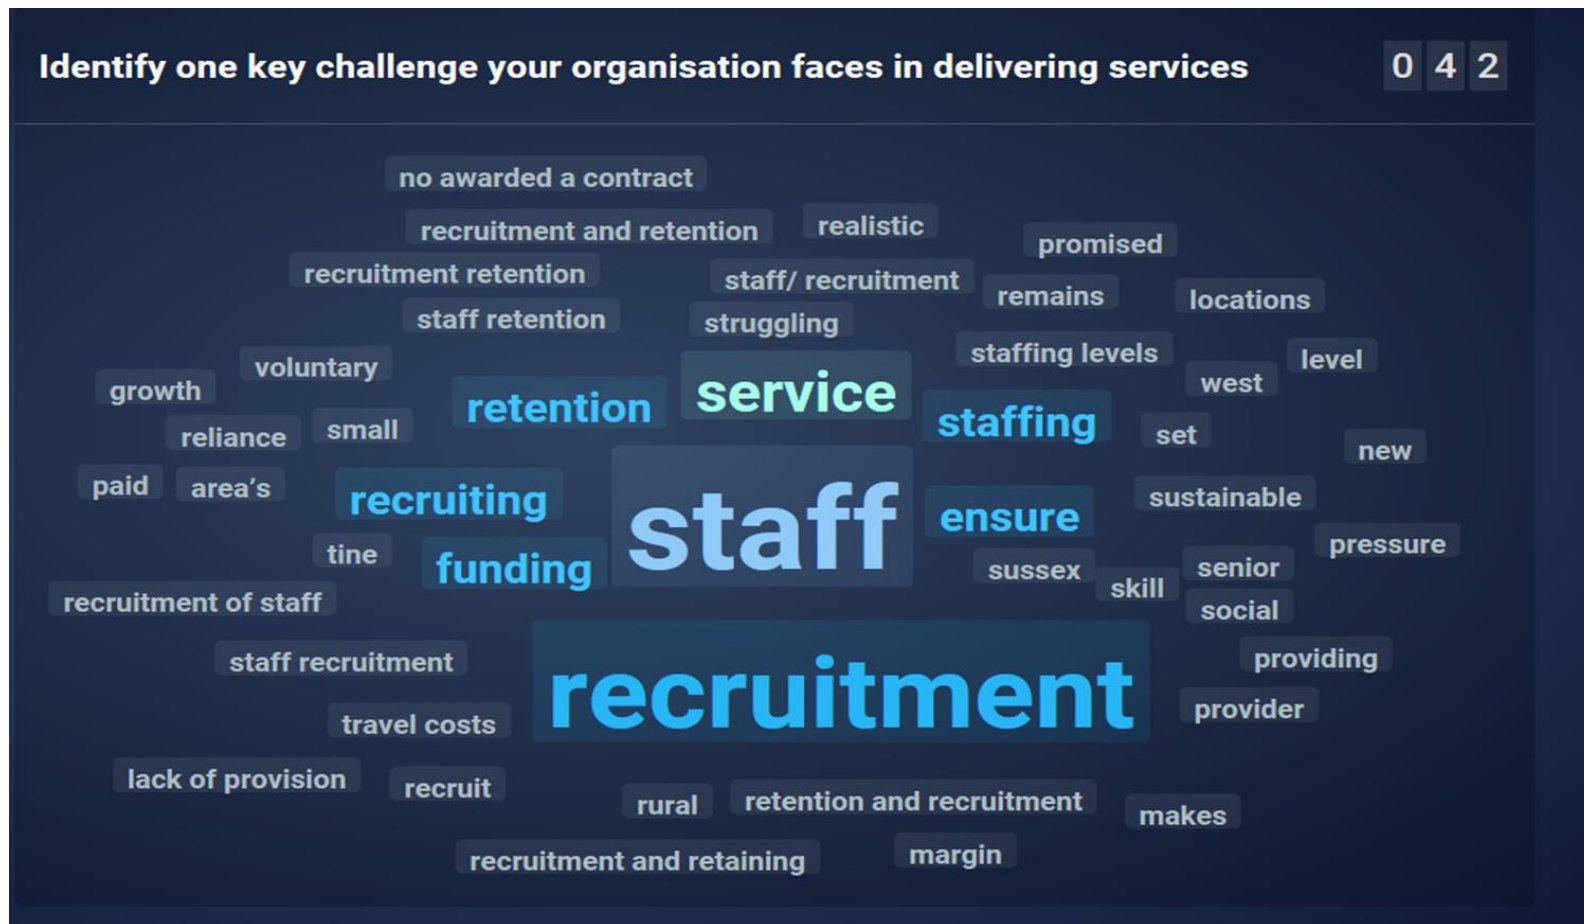 Identify one key challenge your organisation faces in delivering services
042
no awarded a contract
recruitment and retention
realistic
promised
recruitment retention
staff/ recruitment
remains
locations
staff retention
struggling
staffing levels
level
voluntary
growth
retention
service
staffing
west
reliance
small
set
new
paid
area’s
recruiting
staff
ensure
sustainable
tine
funding
sussex
skill
senior
pressure
recruitment of staff
social
staff recruitment
recruitment
providing
travel costs
provider
lack of provision
recruit
rural
retention and recruitment
makes
recruitment and retaining
margin